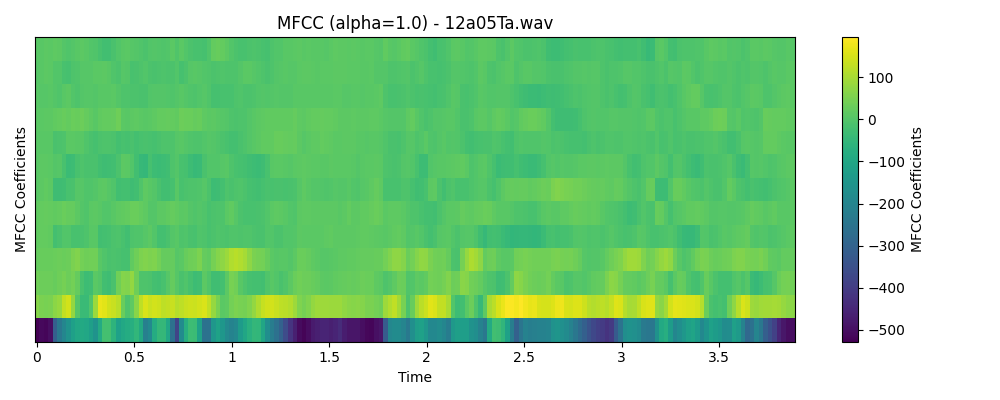 MFCC (alpha=1.0) - 12a05Ta.wav
MFCC Coefficients
0 0.5 1 1.5 2 2.5 3 3.5
Time
100
0
−100
−200
−300
−400
−500
MFCC Coefficients